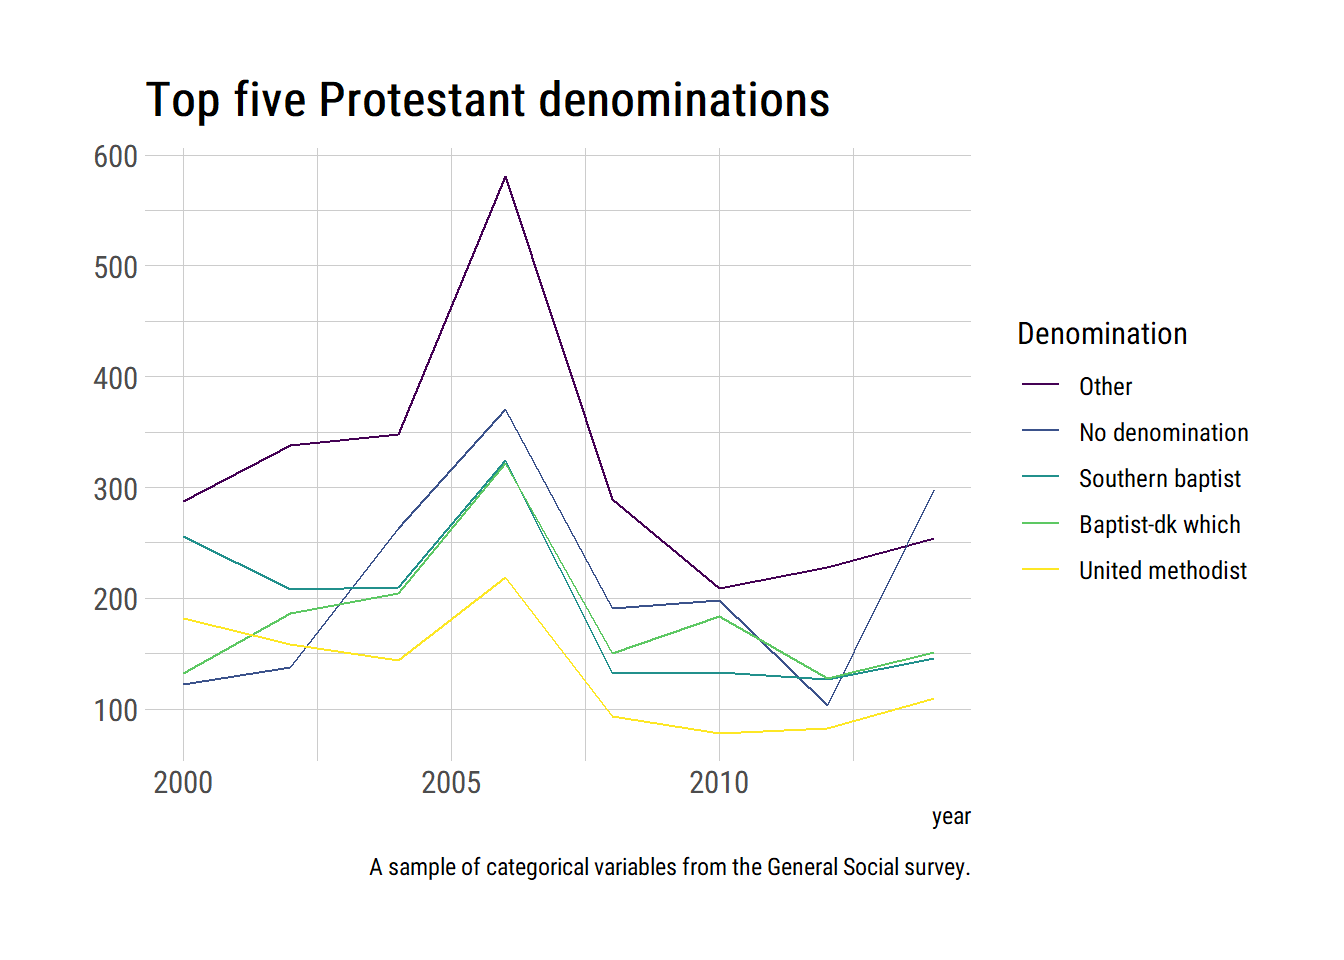 Top five Protestant denominations
600
500
400
300
200
100
2000 2005 2010
year
A sample of categorical variables from the General Social survey.
Denomination
Other
No denomination
Southern baptist
Baptist-dk which
United methodist